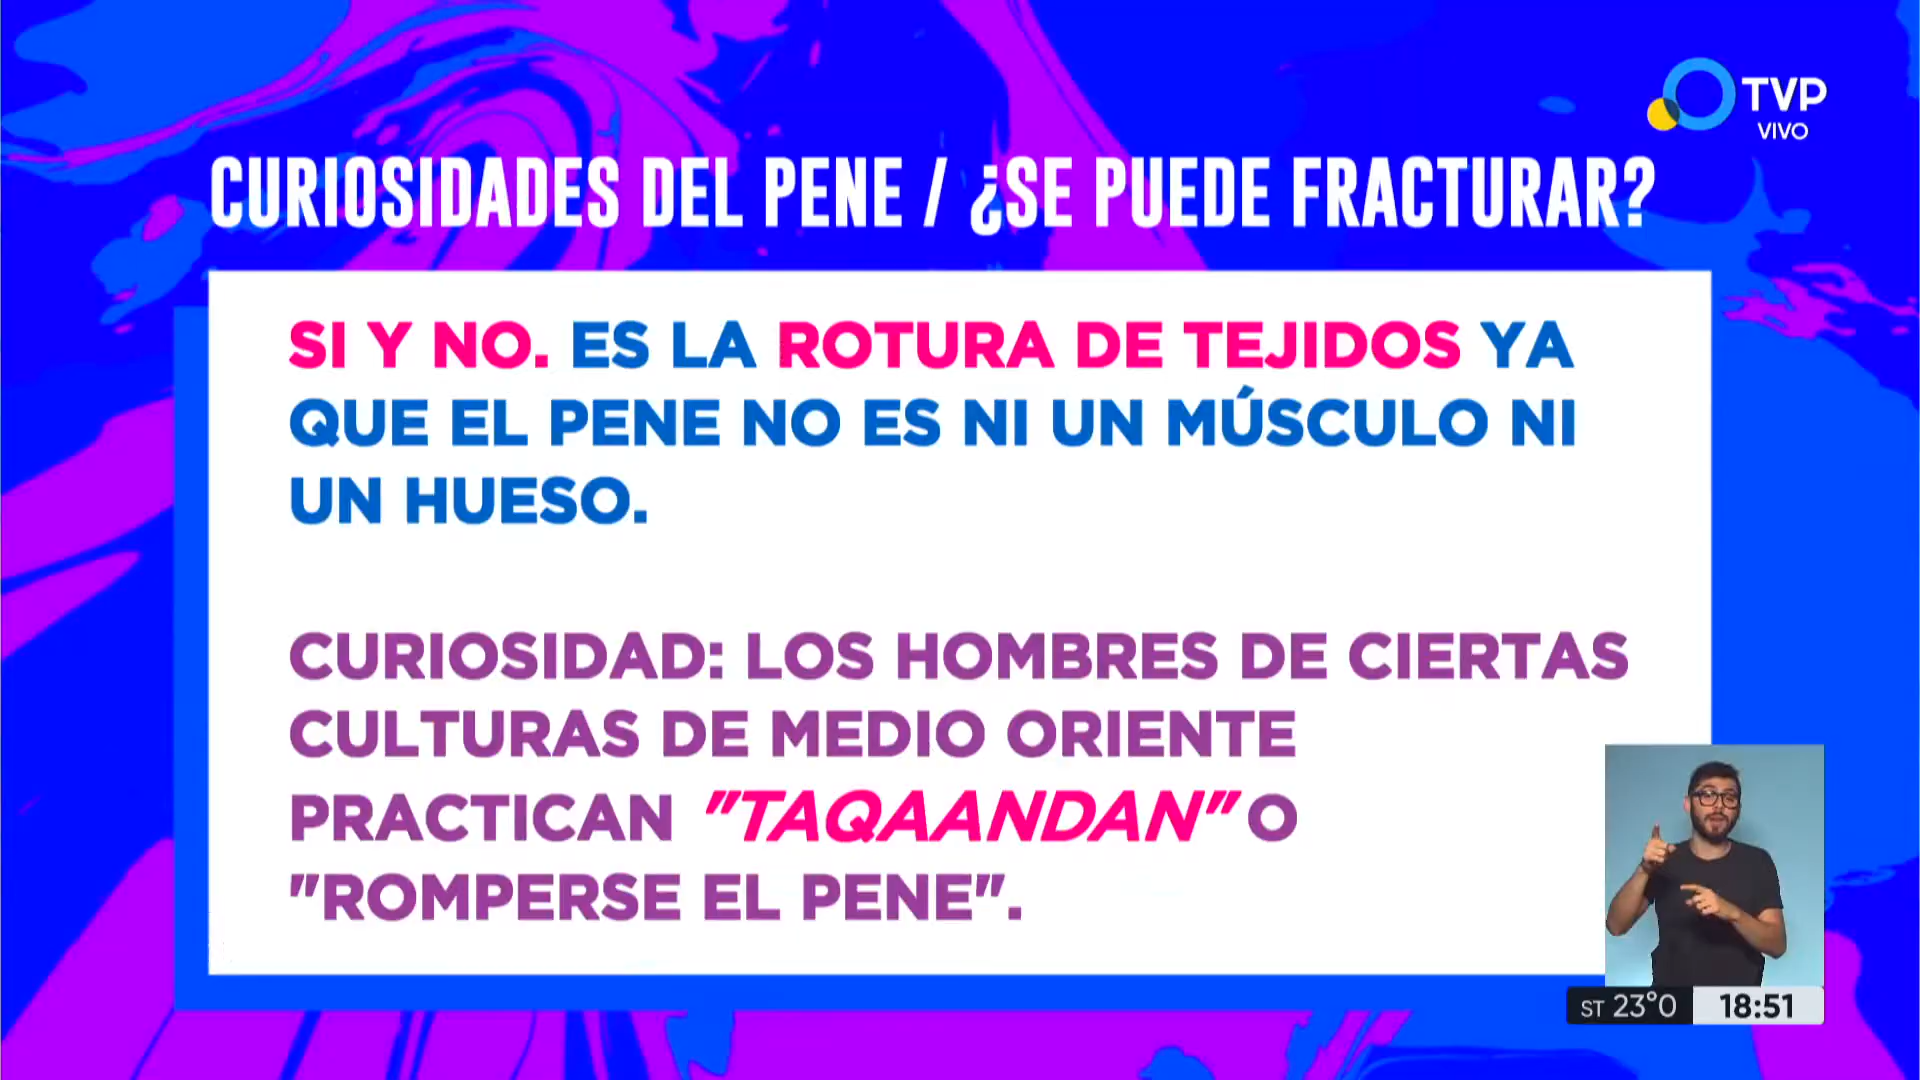 TVP
VIVO
CURIOSIDADES DEL PENE / ¿SE PUEDE FRACTURAR?
SI Y NO. ES LA ROTURA DE TEJIDOS YA
QUE EL PENE NO ES NI UN MÚSCULO NI
UN HUESO.
CURIOSIDAD: LOS HOMBRES DE CIERTAS
CULTURAS DE MEDIO ORIENTE
PRACTICAN "TAQAANDAN" O
"ROMPERSE EL PENE".
ST 23°0 18:51